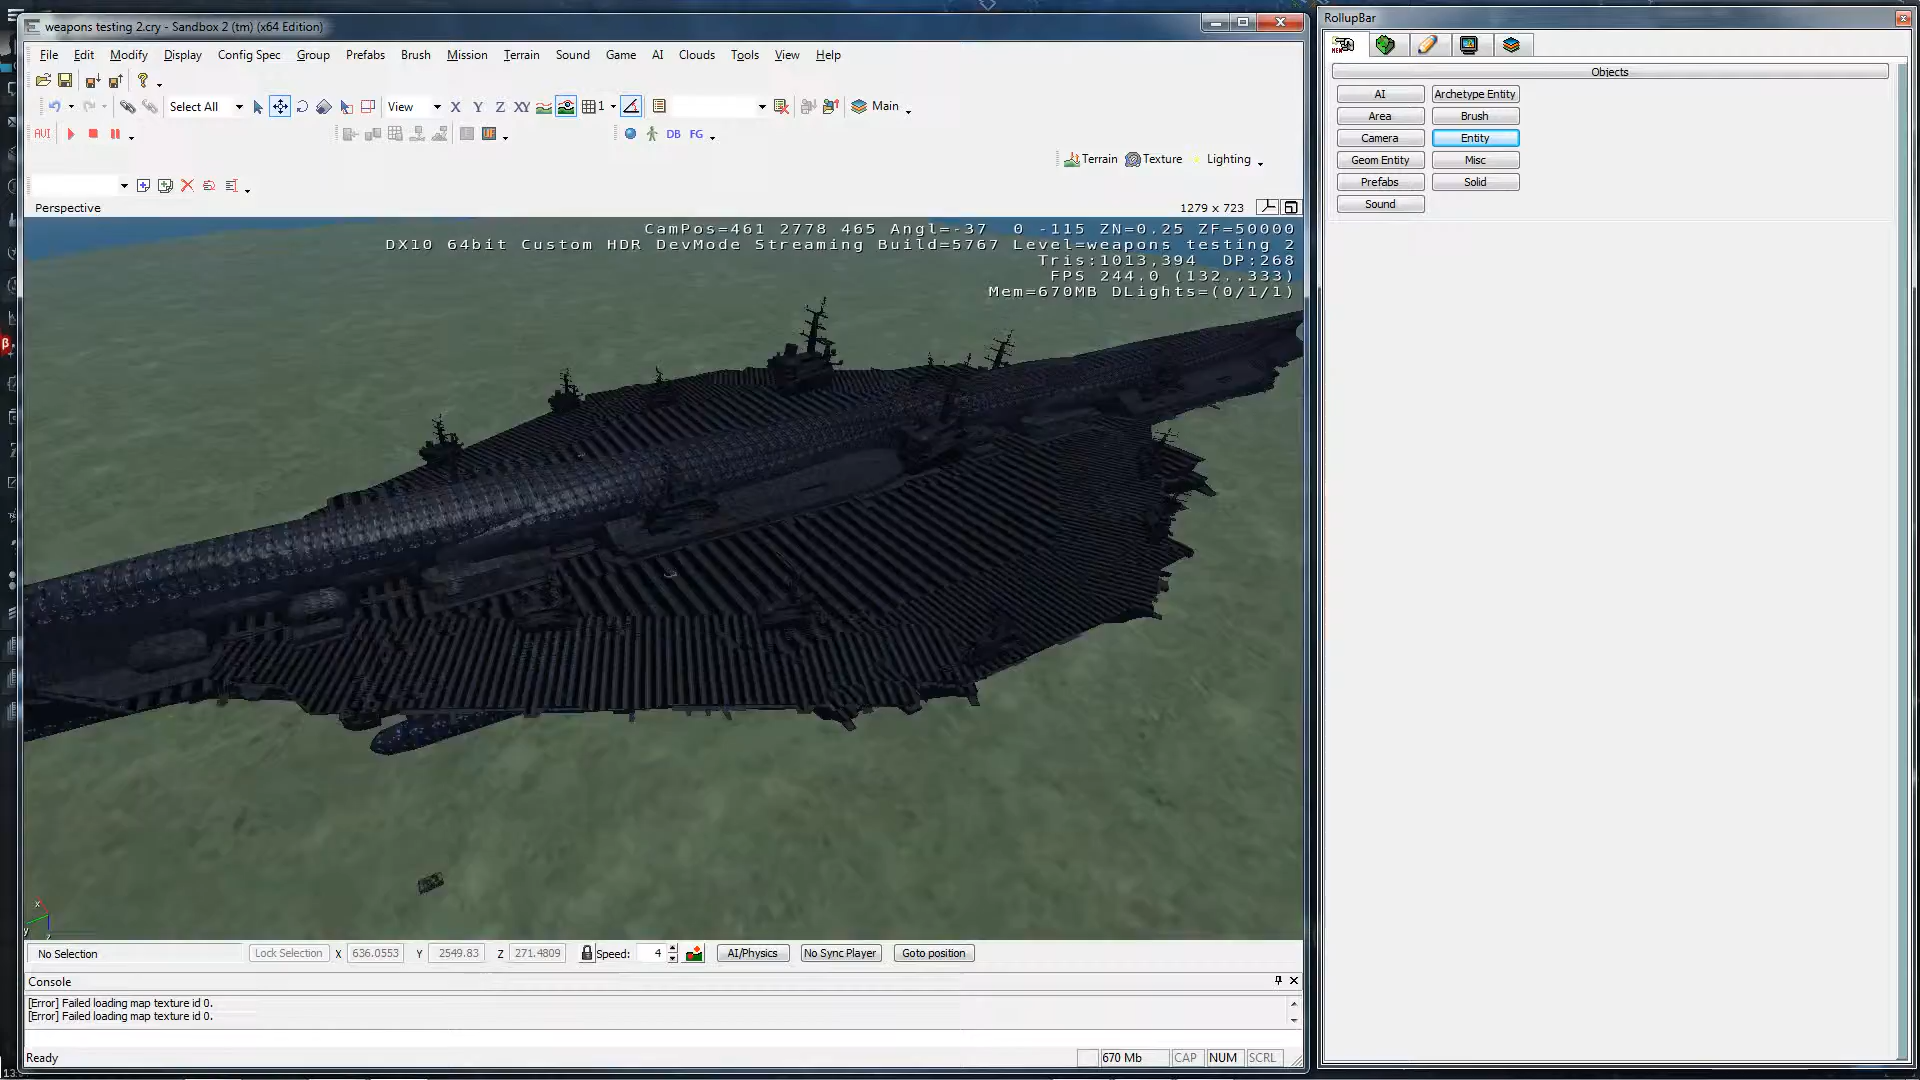 weapons testing 2.cry - Sandbox 2 (tm) (x64 Edition)
File Edit Modify Display Config Spec Group Prefabs Brush Mission Terrain Sound Game AI Clouds Tools View Help
Select All View X Y Z XY 1 Main
AVI DB FG
Terrain Texture Lighting
Perspective 1279 x 723
CamPos=461 2778 465 Angl=-37 0 -115 ZN=0.25 ZF=50000
DX10 64bit Custom HDR DevMode Streaming Build=5767 Level=weapons testing 2
Tris:1013,394 DP:268
FPS 244.0 (132..333)
Mem=670MB DLights=(0/1/1)
x
y
No Selection Lock Selection X 636.0553 Y 2549.83 Z 271.4809 Speed: 4 AI/Physics No Sync Player Goto position
Console
[Error] Failed loading map texture id 0.
[Error] Failed loading map texture id 0.
Ready 670 Mb CAP NUM SCRL
RollupBar
Objects
AI Archetype Entity
Area Brush
Camera Entity
Geom Entity Misc
Prefabs Solid
Sound